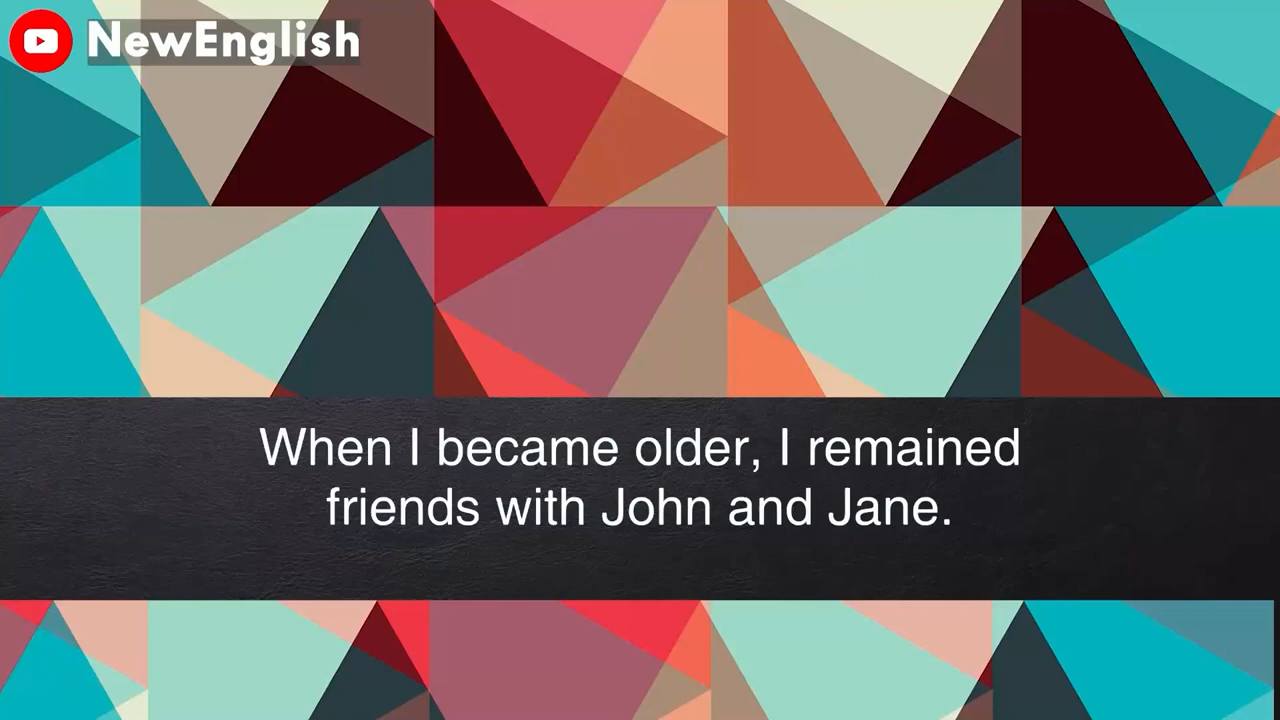 NewEnglish
When I became older, I remained
friends with John and Jane.